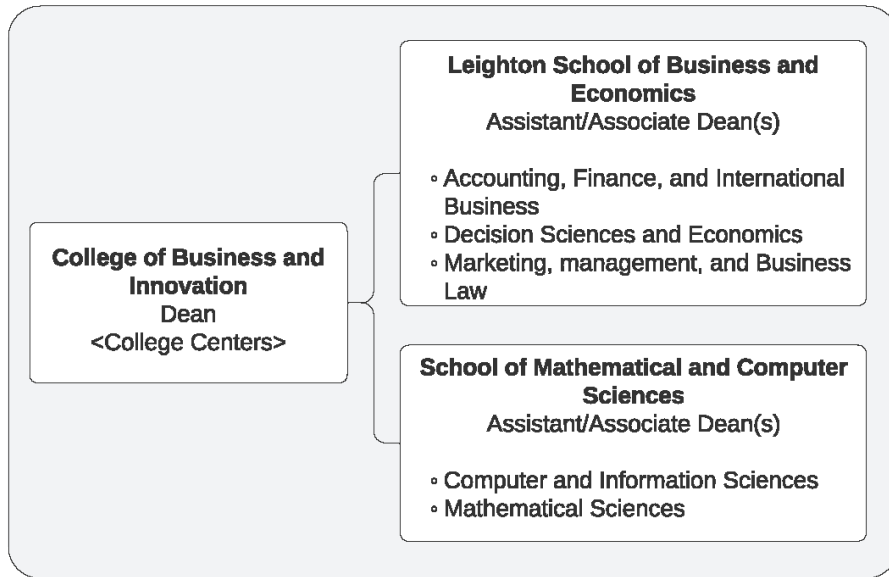 College of Business and
Innovation
Dean
<College Centers>
Leighton School of Business and
Economics
Assistant/Associate Dean(s)
◦ Accounting, Finance, and International
Business
◦ Decision Sciences and Economics
◦ Marketing, management, and Business
Law
School of Mathematical and Computer
Sciences
Assistant/Associate Dean(s)
◦ Computer and Information Sciences
◦ Mathematical Sciences